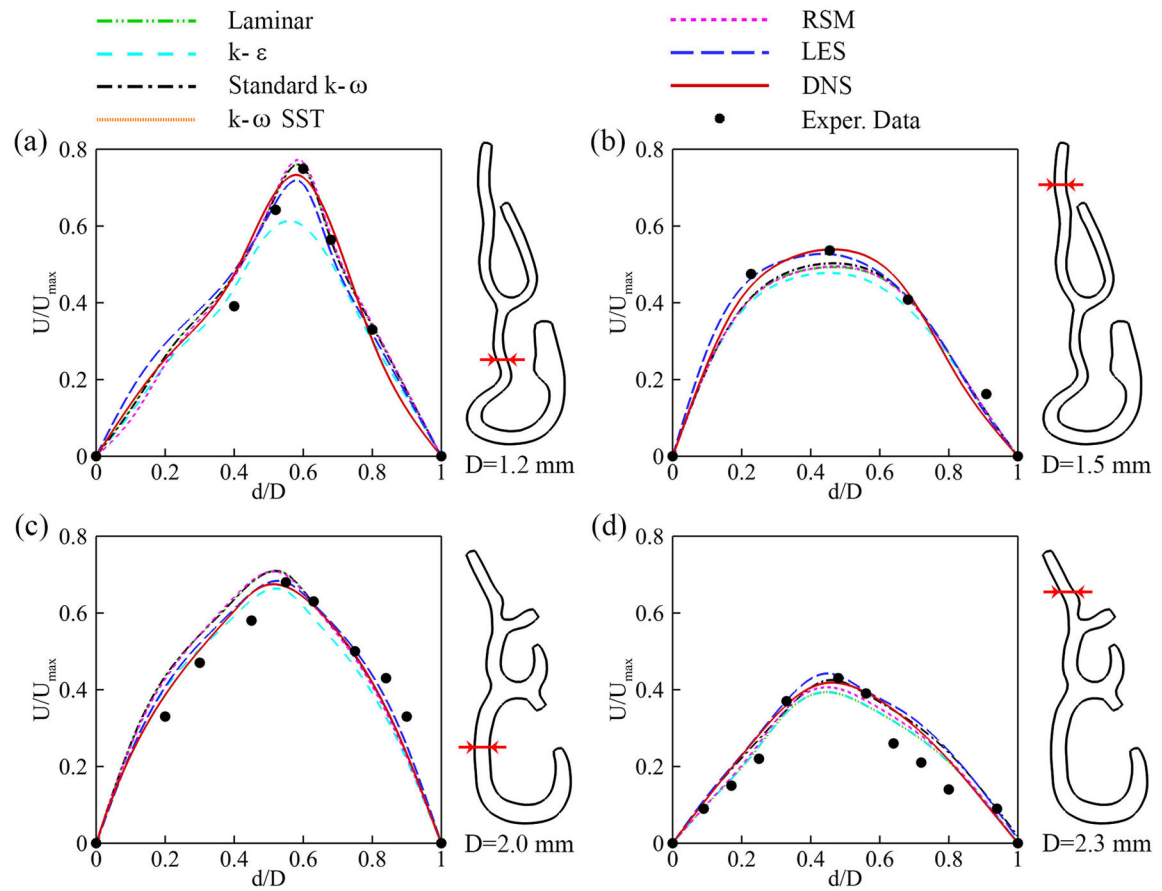 Laminar
k- ε
Standard k- ω
k-ω SST
RSM
LES
DNS
Exper. Data
(a)
0.8
0.6
0.4
0.2
0
U/Umax
0 0.2 0.4 0.6 0.8 1
d/D
D=1.2 mm
(b)
0.8
0.6
0.4
0.2
0
U/Umax
0 0.2 0.4 0.6 0.8 1
d/D
D=1.5 mm
(c)
0.8
0.6
0.4
0.2
0
U/Umax
0 0.2 0.4 0.6 0.8 1
d/D
D=2.0 mm
(d)
0.8
0.6
0.4
0.2
0
U/Umax
0 0.2 0.4 0.6 0.8 1
d/D
D=2.3 mm